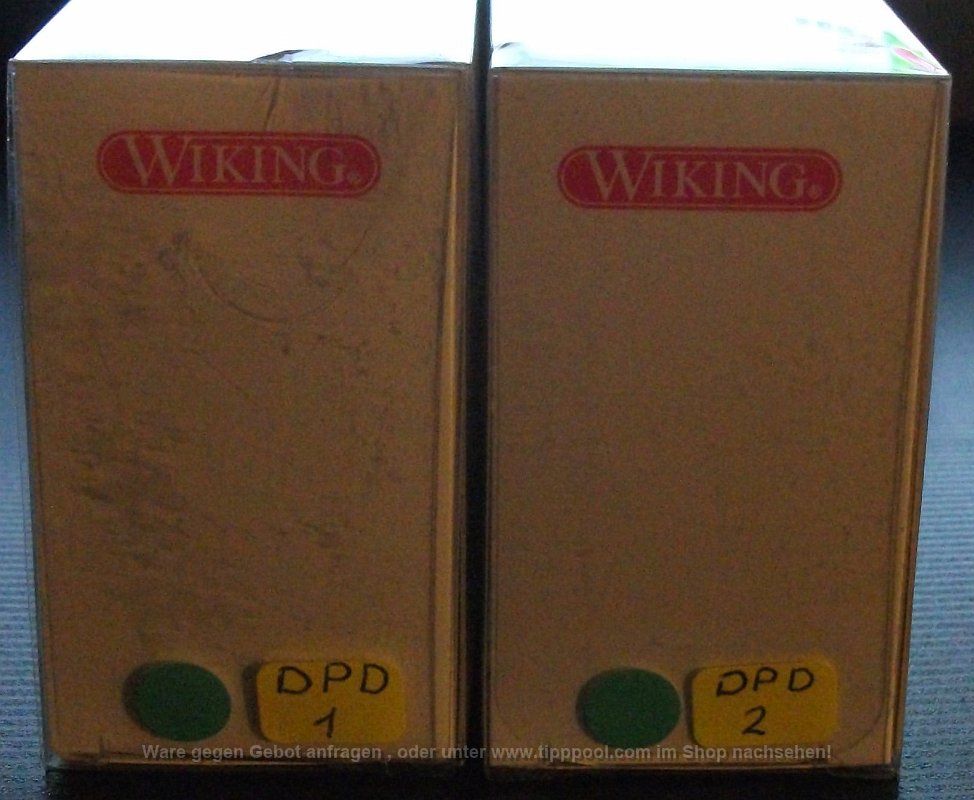 WIKING®
WIKING®
DPD
1
DPD
2
Ware gegen Gebot anfragen , oder unter www.tipppool.com im Shop nachsehen!